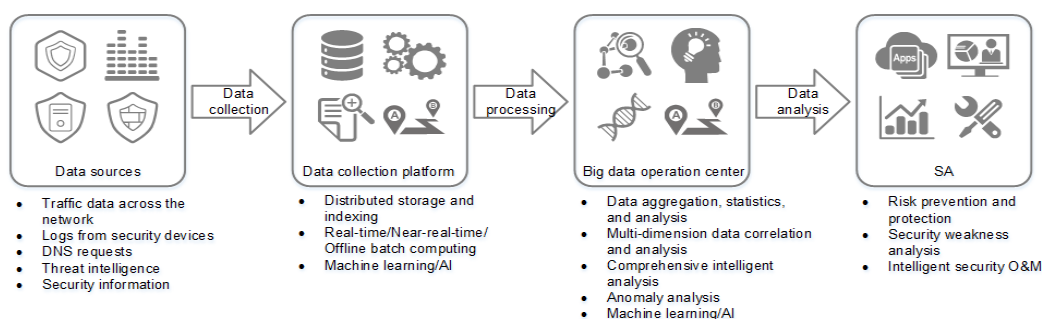 Data sources
Data
collection
Data collection platform
Data
processing
Big data operation center
Data
analysis
SA
Apps
A
B
A
B
• Traffic data across the
network
• Logs from security devices
• DNS requests
• Threat intelligence
• Security information
• Distributed storage and
indexing
• Real-time/Near-real-time/
Offline batch computing
• Machine learning/AI
• Data aggregation, statistics,
and analysis
• Multi-dimension data correlation
and analysis
• Comprehensive intelligent
analysis
• Anomaly analysis
• Machine learning/AI
• Risk prevention and
protection
• Security weakness
analysis
• Intelligent security O&M